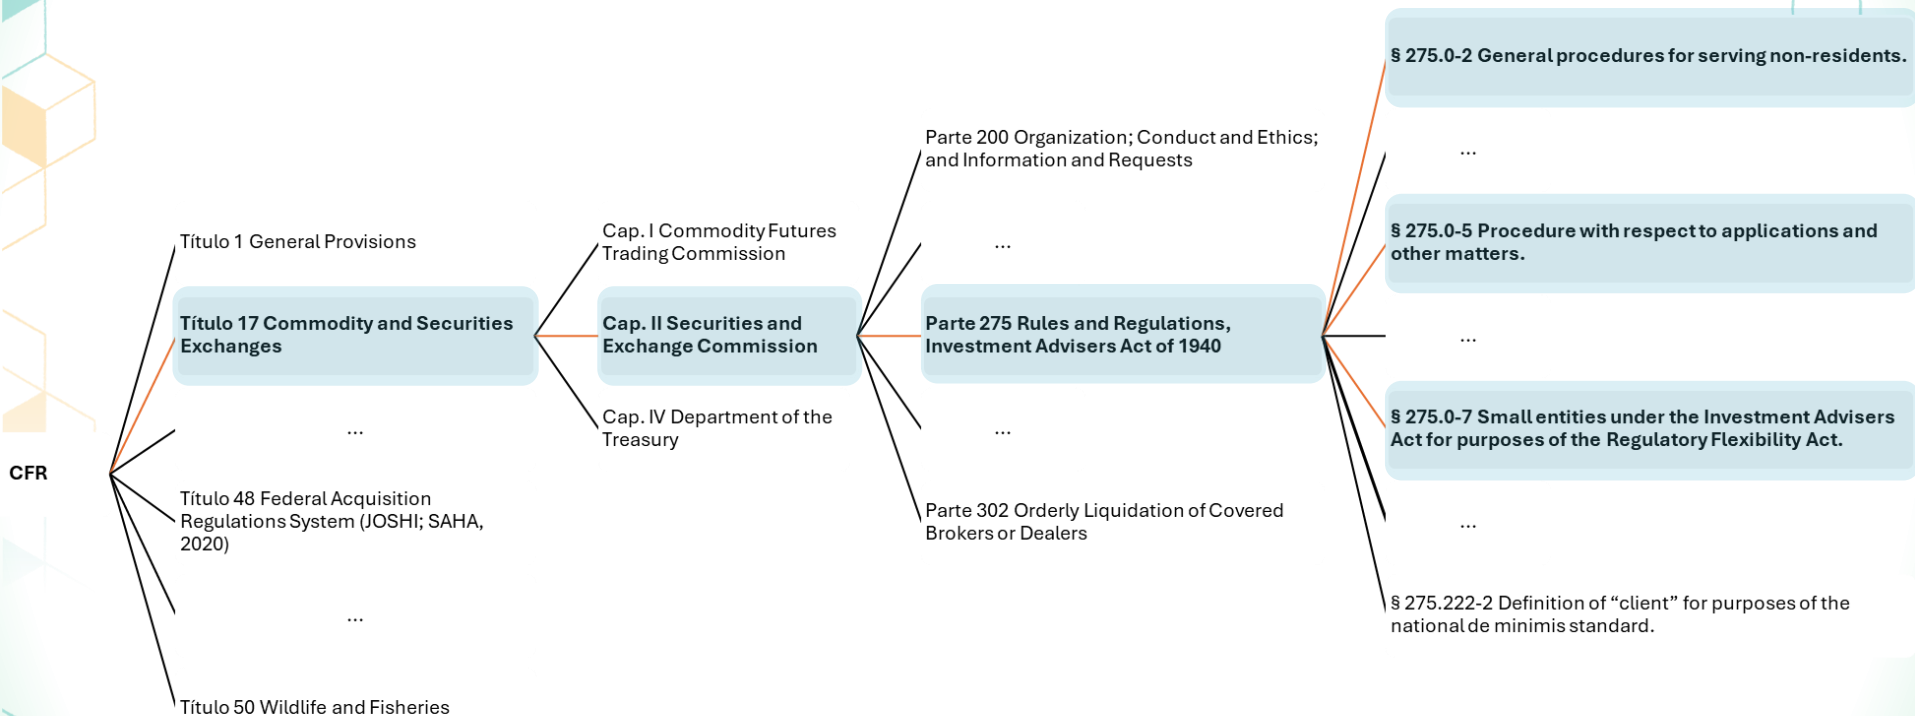 CFR
Título 1 General Provisions
Título 17 Commodity and Securities
Exchanges
...
Título 48 Federal Acquisition
Regulations System (JOSHI; SAHA,
2020)
...
Título 50 Wildlife and Fisheries
Cap. I Commodity Futures
Trading Commission
Cap. II Securities and
Exchange Commission
Cap. IV Department of the
Treasury
Parte 200 Organization; Conduct and Ethics;
and Information and Requests
...
Parte 275 Rules and Regulations,
Investment Advisers Act of 1940
...
Parte 302 Orderly Liquidation of Covered
Brokers or Dealers
§ 275.0-2 General procedures for serving non-residents.
...
§ 275.0-5 Procedure with respect to applications and
other matters.
...
§ 275.0-7 Small entities under the Investment Advisers
Act for purposes of the Regulatory Flexibility Act.
...
§ 275.222-2 Definition of “client” for purposes of the
national de minimis standard.